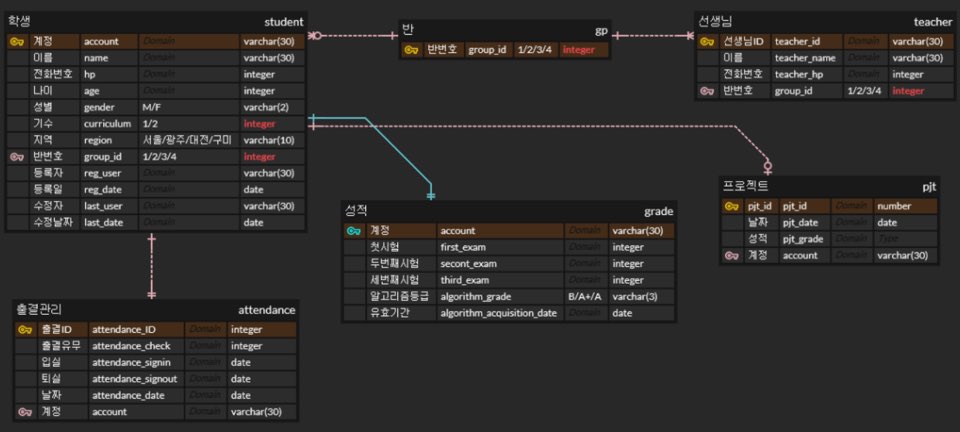 학생 student
계정 account Domain varchar(30)
이름 name Domain varchar(30)
전화번호 hp Domain integer
나이 age Domain integer
성별 gender M/F varchar(2)
기수 curriculum 1/2 integer
지역 region 서울/광주/대전/구미 varchar(10)
반번호 group_id 1/2/3/4 integer
등록자 reg_user Domain varchar(30)
등록일 reg_date Domain date
수정자 last_user Domain varchar(30)
수정날짜 last_date Domain date
반 gp
반번호 group_id 1/2/3/4 integer
선생님 teacher
선생님ID teacher_id Domain varchar(30)
이름 teacher_name Domain varchar(30)
전화번호 teacher_hp Domain integer
반번호 group_id 1/2/3/4 integer
성적 grade
계정 account Domain varchar(30)
첫시험 first_exam Domain integer
두번째시험 secont_exam Domain integer
세번째시험 third_exam Domain integer
알고리즘등급 algorithm_grade B/A+/A varchar(3)
유효기간 algorithm_acquisition_date Domain date
프로젝트 pjt
pjt_id pjt_id Domain number
날짜 pjt_date Domain date
성적 pjt_grade Domain Type
계정 account Domain varchar(30)
출결관리 attendance
출결ID attendance_ID Domain integer
출결유무 attendance_check Domain integer
입실 attendance_signin Domain date
퇴실 attendance_signout Domain date
날짜 attendance_date Domain date
계정 account Domain varchar(30)